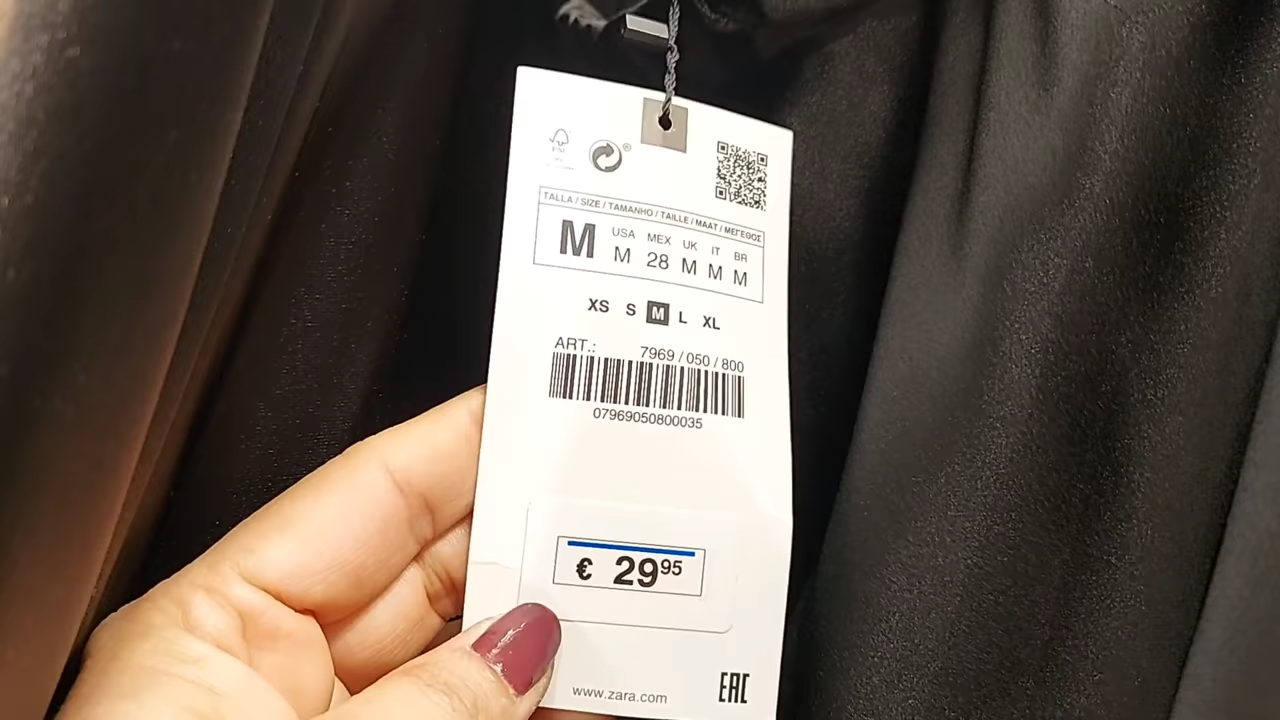 FSC
®
TALLA / SIZE / TAMANHO / TAILLE / MAAT / ΜΕΓΕΘΟΣ
M
USA MEX UK IT BR
M 28 M M M
XS S M L XL
ART.: 7969 / 050 / 800
07969050800035
€ 29 95
www.zara.com
EAC